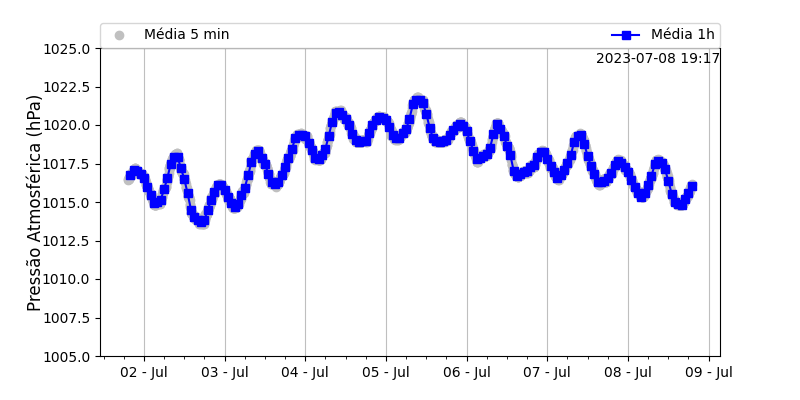 Média 5 min
Média 1h
2023-07-08 19:17
Pressão Atmosférica (hPa)
1025.0
1022.5
1020.0
1017.5
1015.0
1012.5
1010.0
1007.5
1005.0
02 - Jul
03 - Jul
04 - Jul
05 - Jul
06 - Jul
07 - Jul
08 - Jul
09 - Jul